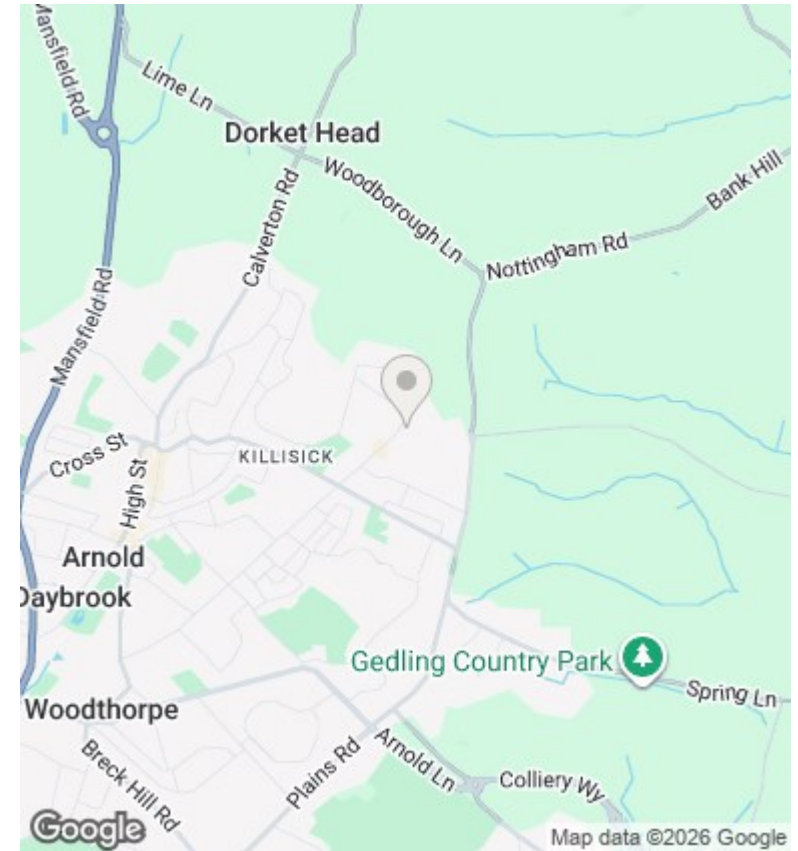 Mansfield Rd
Lime Ln
Dorket Head
Woodborough Ln
Bank Hill
Calverton Rd
Nottingham Rd
Mansfield Rd
Cross St
High St
KILLISICK
Arnold
Daybrook
Gedling Country Park
Spring Ln
Woodthorpe
Breck Hill Rd
Plains Rd
Arnold Ln
Colliery Wy
Google
Map data ©2026 Google